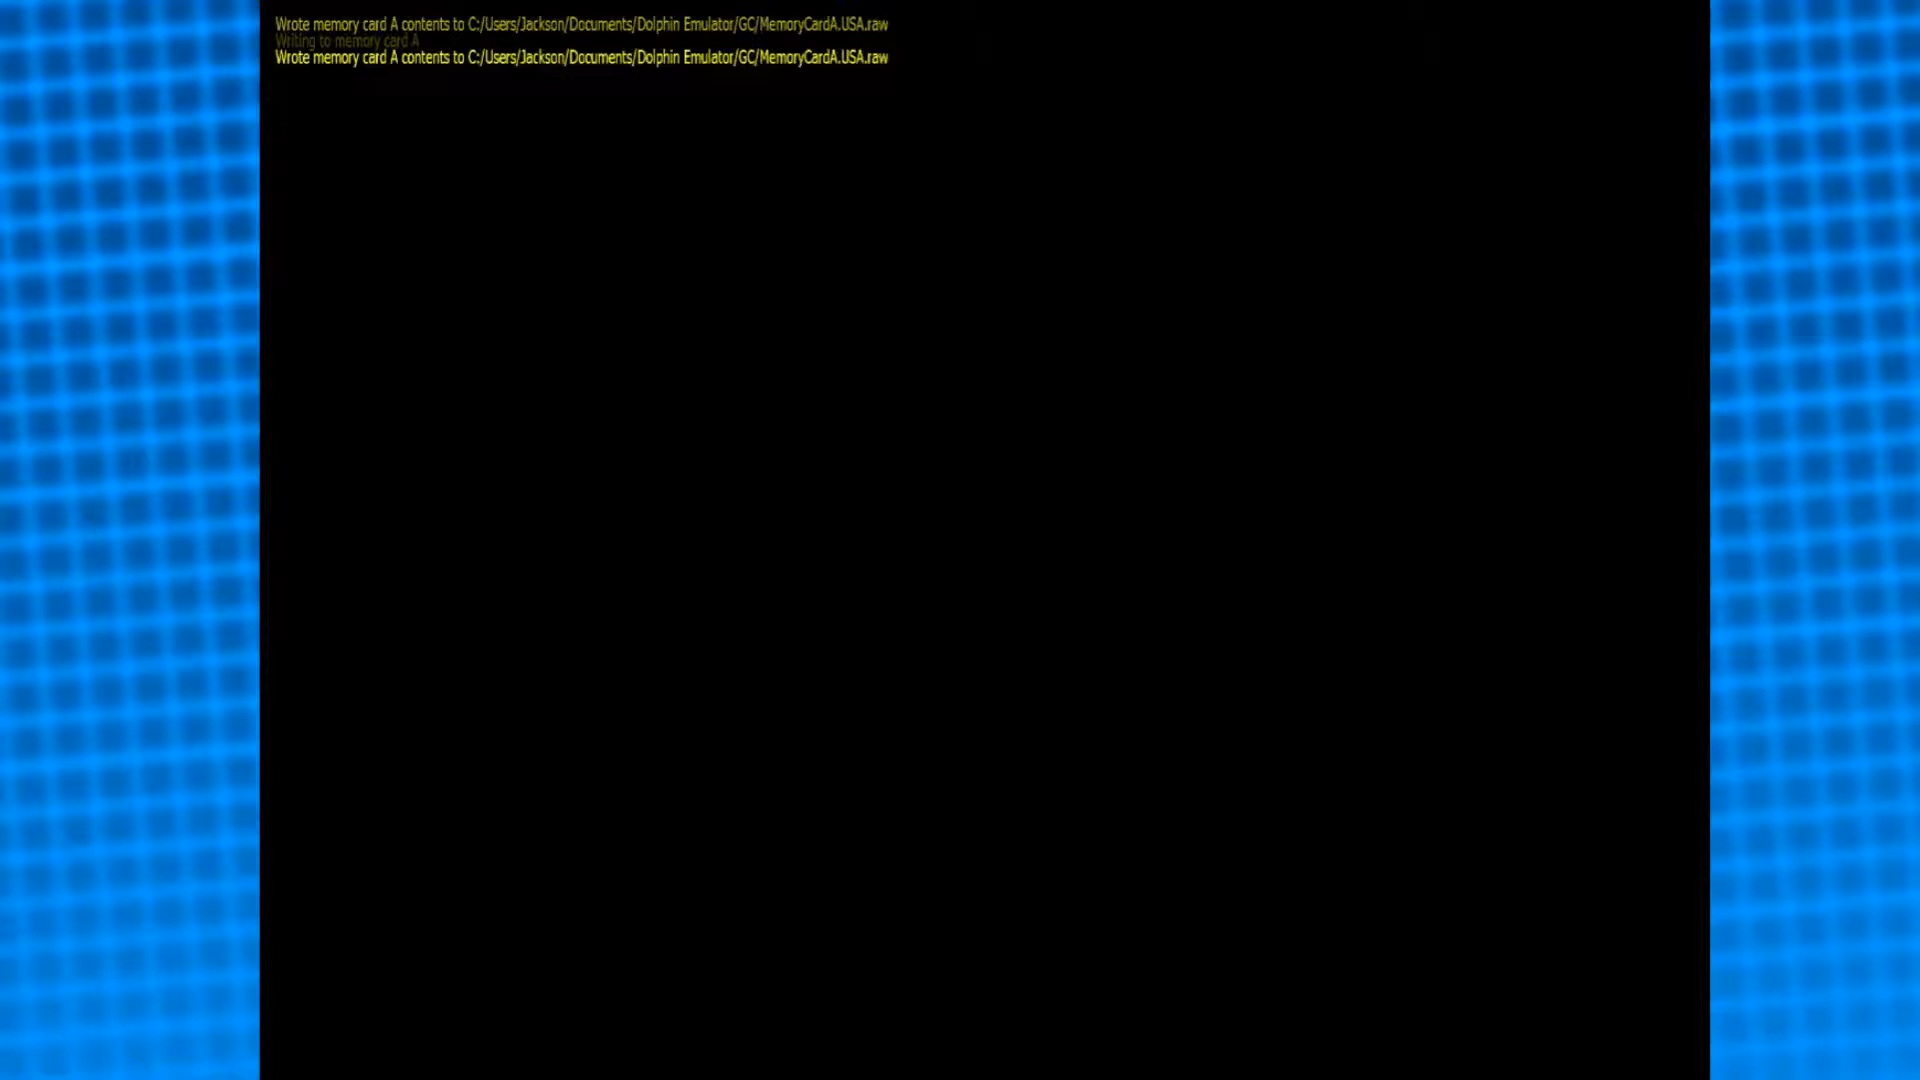 Wrote memory card A contents to C:/Users/Jackson/Documents/Dolphin Emulator/GC/MemoryCardA.USA.raw
Writing to memory card A
Wrote memory card A contents to C:/Users/Jackson/Documents/Dolphin Emulator/GC/MemoryCardA.USA.raw